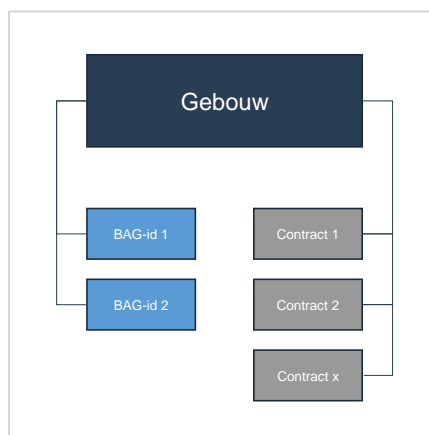 Gebouw
BAG-id 1
Contract 1
BAG-id 2
Contract 2
Contract x